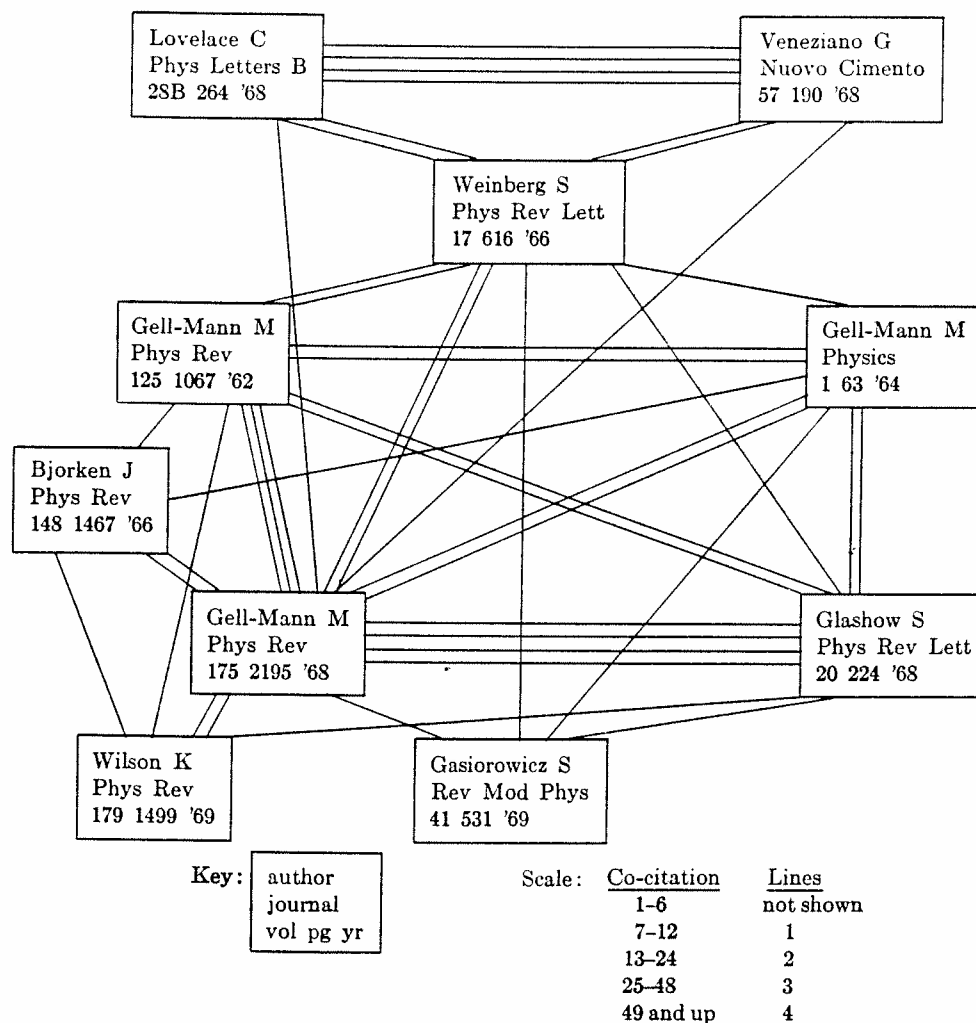 Lovelace C
Phys Letters B
28B 264 '68
Veneziano G
Nuovo Cimento
57 190 '68
Weinberg S
Phys Rev Lett
17 616 '66
Gell-Mann M
Phys Rev
125 1067 '62
Gell-Mann M
Physics
1 63 '64
Bjorken J
Phys Rev
148 1467 '66
Gell-Mann M
Phys Rev
175 2195 '68
Glashow S
Phys Rev Lett
20 224 '68
Wilson K
Phys Rev
179 1499 '69
Gasiorowicz S
Rev Mod Phys
41 531 '69
Key:
author
journal
vol pg yr
Scale: Co-citation Lines
1–6 not shown
7–12 1
13–24 2
25–48 3
49 and up 4